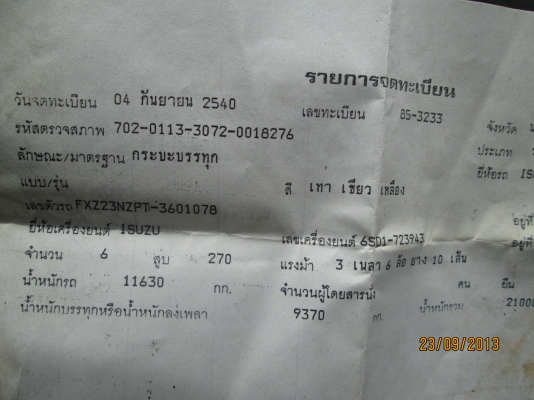 รายการจดทะเบียน
วันจดทะเบียน 04 กันยายน 2540 เลขทะเบียน 85-3233 จังหวัด
รหัสตรวจสภาพ 702-0113-3072-0018276 ประเภท
ลักษณะ/มาตรฐาน กระบะบรรทุก ยี่ห้อรถ
แบบ/รุ่น สี เทา เขียว เหลือง
เลขตัวรถ FXZ23NZPT-3601078 อยู่ที่
ยี่ห้อเครื่องยนต์ ISUZU เลขเครื่องยนต์ 6SD1-723943 อยู่ที่
จำนวน 6 สูบ 270 แรงม้า 3 เพลา 6 ล้อ ยาง 10 เส้น
น้ำหนักรถ 11630 กก. จำนวนผู้โดยสารนั่ง คน ยืน
น้ำหนักบรรทุกหรือน้ำหนักลงเพลา 9370 กก. น้ำหนักรวม 2100
23/09/2013